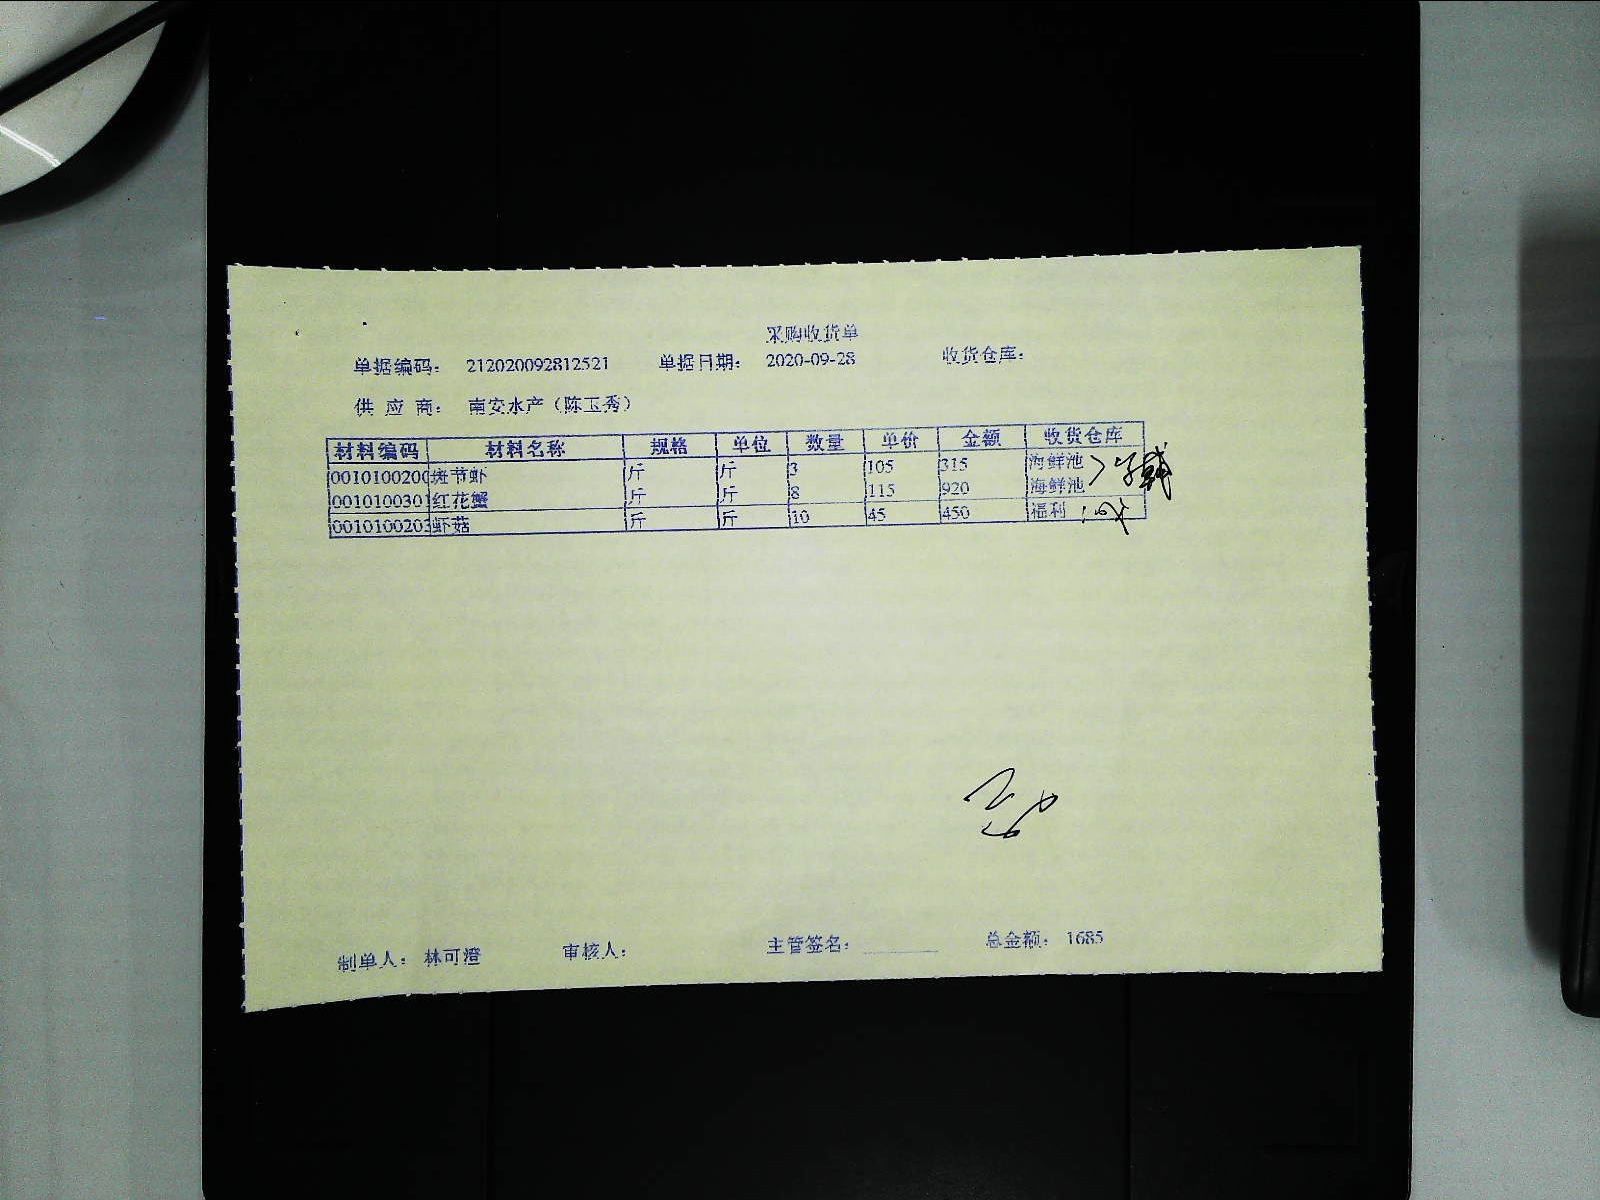 采购收货单
单据编码: 212020092812521 单据日期: 2020-09-28 收货仓库:
供 应 商: 南安水产(陈玉秀)
材料编码 材料名称 规格 单位 数量 单价 金额 收货仓库
0010100200 斑节虾 斤 斤 3 105 315 海鲜池
0010100301 红花蟹 斤 斤 8 115 920 海鲜池
001010020 虾菇 斤 斤 10 45 450 福利
制单人: 林可澄 审核人: 主管签名: 总金额: 1685